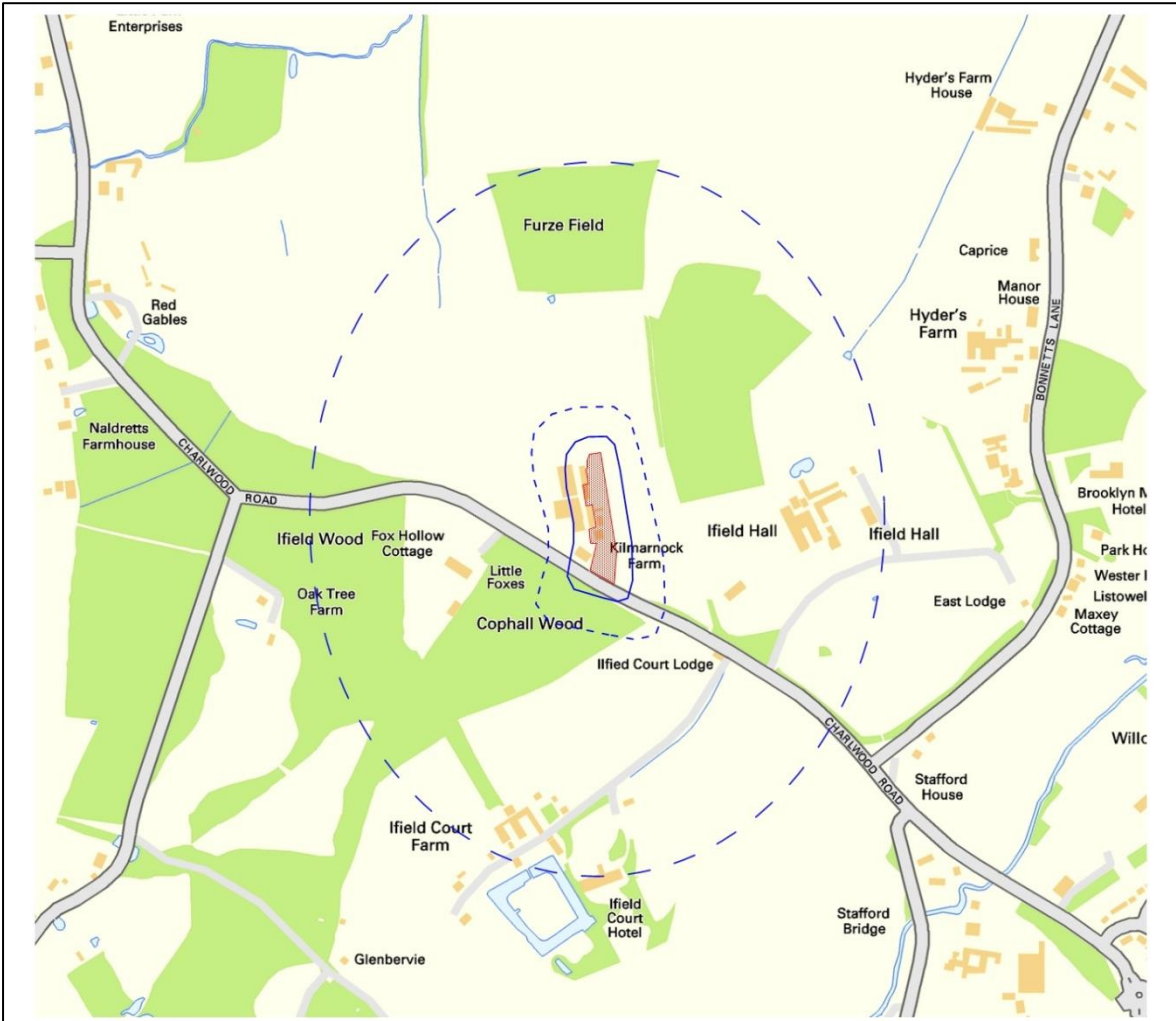 Enterprises
Hyder's Farm
House
Furze Field
Caprice
Manor
House
Red
Gables
Hyder's
Farm
BONNETTS LANE
Naldretts
Farmhouse
CHARLWOOD
ROAD
Brooklyn M
Hotel
Ifield Wood
Fox Hollow
Cottage
Ifield Hall
Ifield Hall
Kilmarnock
Farm
Park Ho
Little
Foxes
Wester
Oak Tree
Farm
East Lodge
Listowel
Maxey
Cottage
Cophall Wood
Ilfied Court Lodge
CHARLWOOD
ROAD
Willo
Stafford
House
Ifield Court
Farm
Ifield
Court
Hotel
Stafford
Bridge
Glenbervie